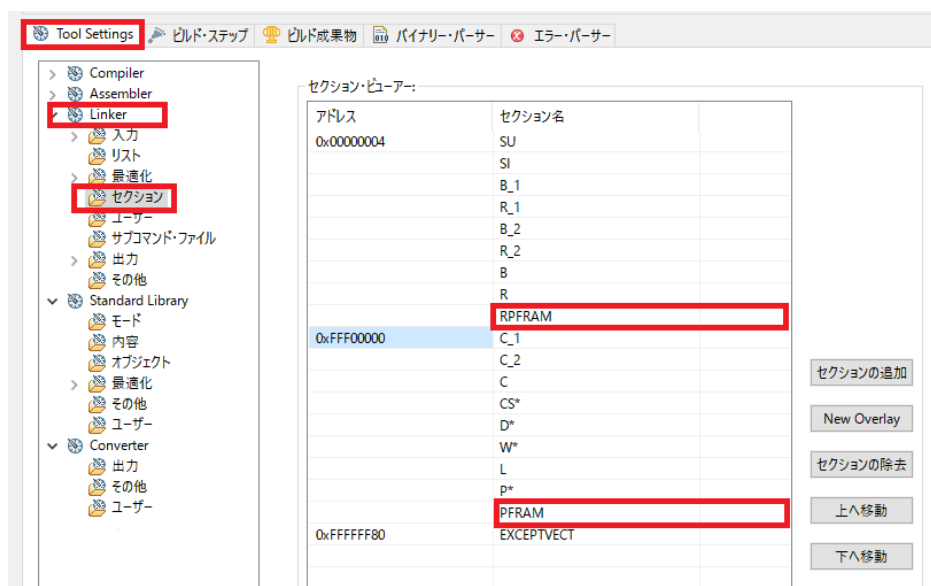 Tool Settings ビルド・ステップ ビルド成果物 バイナリー・パーサー エラー・パーサー
Compiler
Assembler
Linker
入力
リスト
最適化
セクション
ユーザー
サブコマンド・ファイル
出力
その他
Standard Library
モード
内容
オブジェクト
最適化
その他
ユーザー
Converter
出力
その他
ユーザー
セクション・ビューアー:
アドレス セクション名
0x00000004 SU
SI
B_1
R_1
B_2
R_2
B
R
RPFRAM
0xFFF00000 C_1
C_2
C
CS*
D*
W*
L
P*
PFRAM
0xFFFFFF80 EXCEPTVECT
セクションの追加
New Overlay
セクションの除去
上へ移動
下へ移動